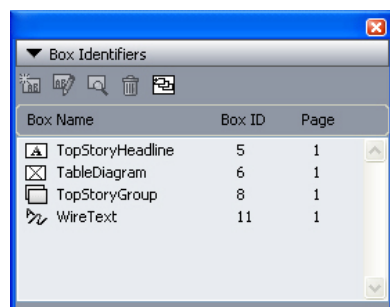 Box Identifiers
Box Name Box ID Page
A TopStoryHeadline 5 1
TableDiagram 6 1
TopStoryGroup 8 1
WireText 11 1